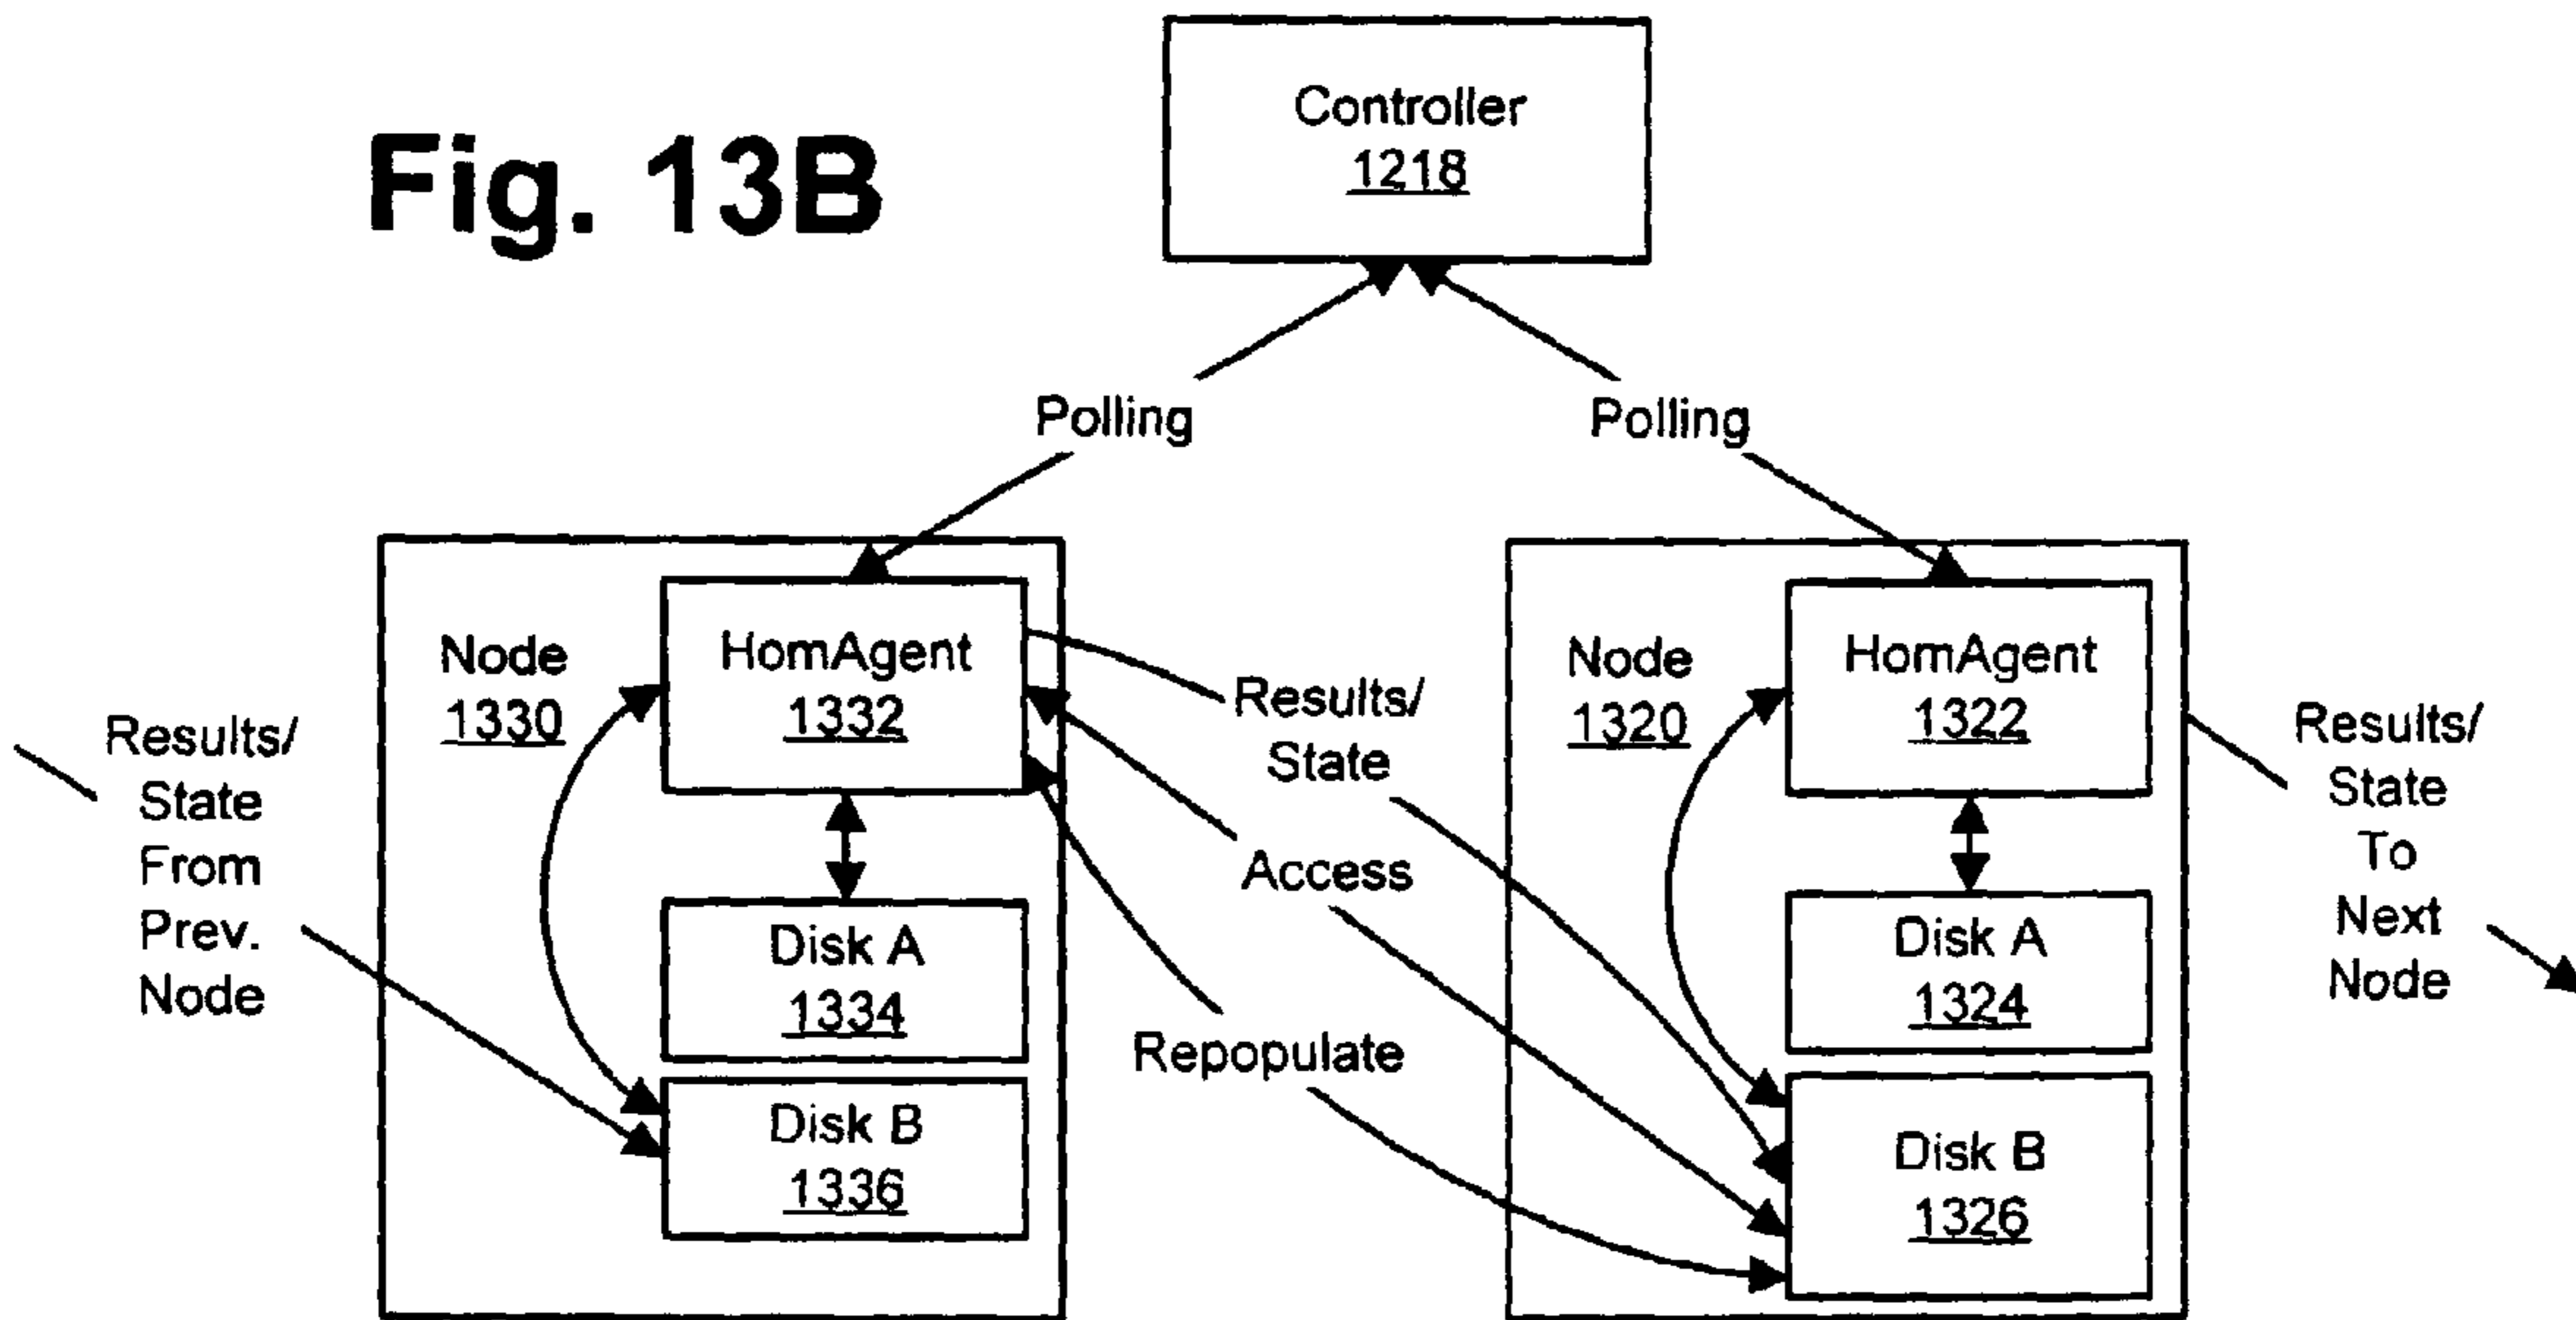 Fig. 13B
Controller
1218
Polling
Polling
Node
1330
HomAgent
1332
Disk A
1334
Disk B
1336
Results/
State
From
Prev.
Node
Results/
State
Access
Repopulate
Node
1320
HomAgent
1322
Disk A
1324
Disk B
1326
Results/
State
To
Next
Node